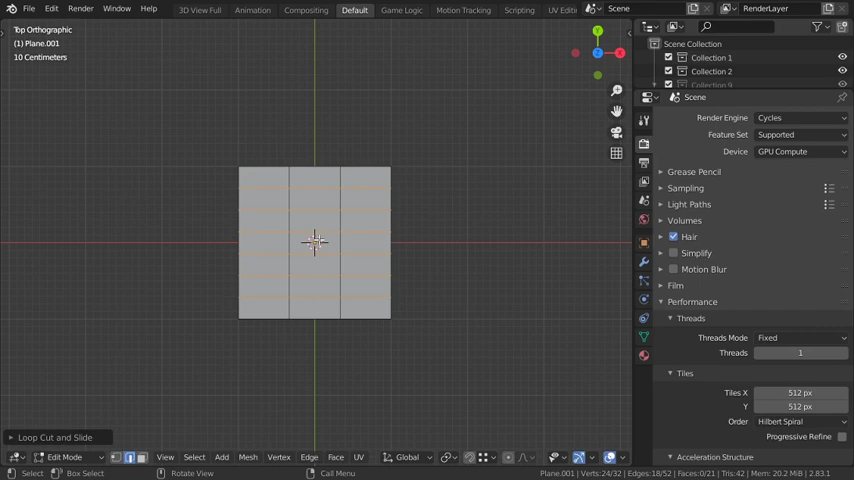 File Edit Render Window Help 3D View Full Animation Compositing Default Game Logic Motion Tracking Scripting UV Editi Scene RenderLayer
Top Orthographic
(1) Plane.001
10 Centimeters
Y
Z X
Scene Collection
Collection 1
Collection 2
Collection 9
Scene
Render Engine Cycles
Feature Set Supported
Device GPU Compute
Grease Pencil
Sampling
Light Paths
Volumes
Hair
Simplify
Motion Blur
Film
Performance
Threads
Threads Mode Fixed
Threads 1
Tiles
Tiles X 512 px
Y 512 px
Order Hilbert Spiral
Progressive Refine
Acceleration Structure
Loop Cut and Slide
Edit Mode View Select Add Mesh Vertex Edge Face UV Global
Select Box Select Rotate View Call Menu Plane.001 | Verts:24/32 | Edges:18/52 | Faces:0/21 | Tris:42 | Mem: 20.2 MiB | 2.83.1